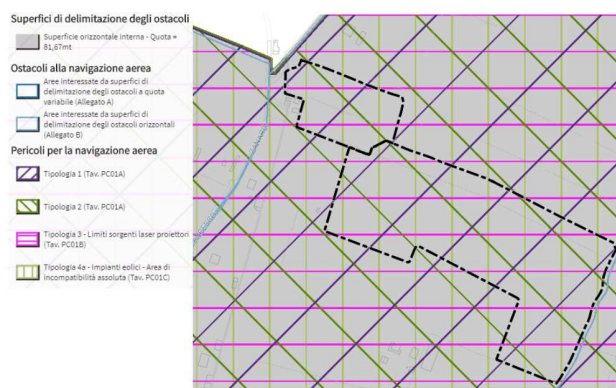 Superfici di delimitazione degli ostacoli
Superficie orizzontale interna - Quota =
81,67mt
Ostacoli alla navigazione aerea
Aree interessate da superfici di
delimitazione degli ostacoli a quota
variabile (Allegato A)
Aree interessate da superfici di
delimitazione degli ostacoli orizzontali
(Allegato B)
Pericoli per la navigazione aerea
Tipologia 1 (Tav. PC01A)
Tipologia 2 (Tav. PC01A)
Tipologia 3 - Limiti sorgenti laser proiettori
(Tav. PC01B)
Tipologia 4a - Impianti eolici - Area di
incompatibilità assoluta (Tav. PC01C)